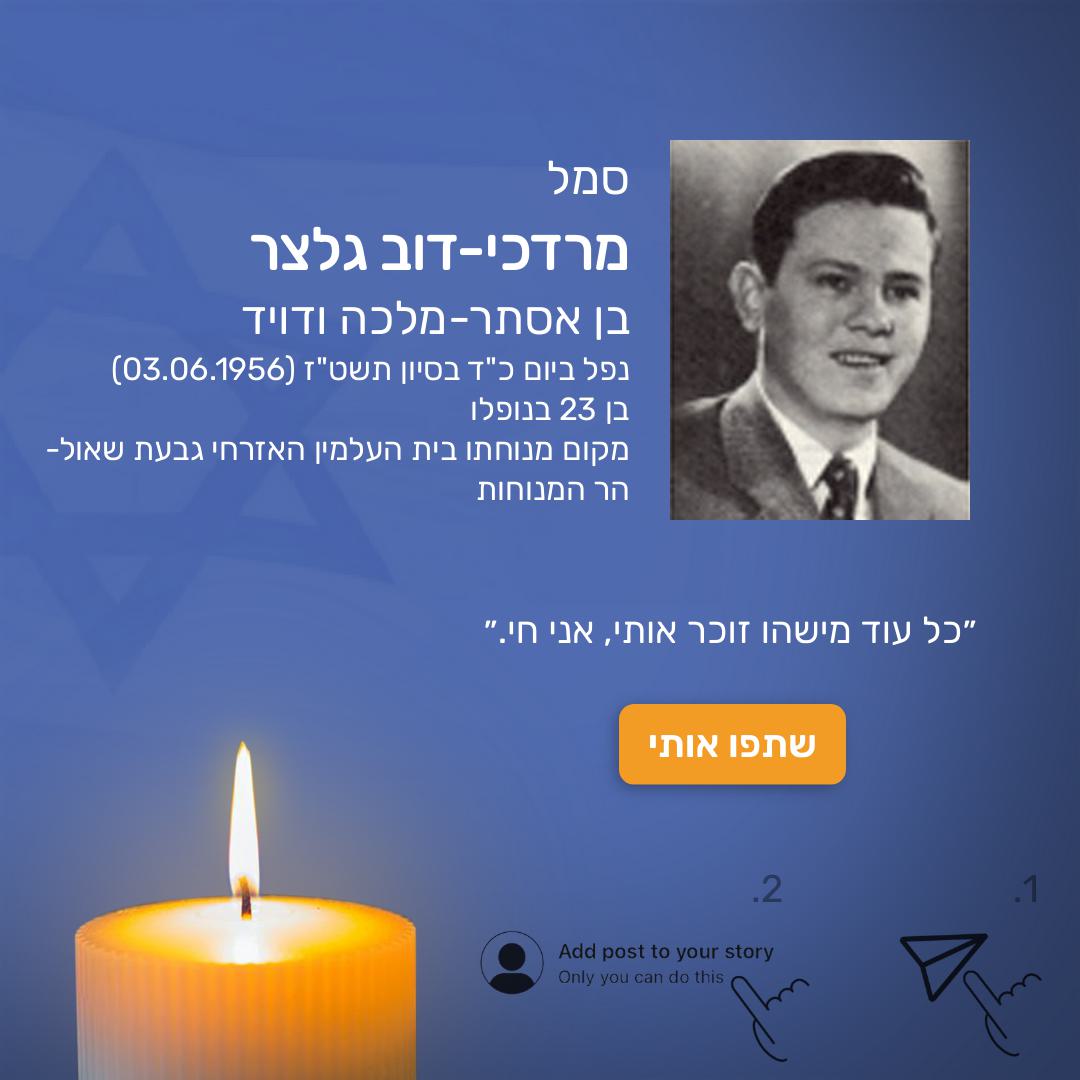 סמל
מרדכי-דוב גלצר
בן אסתר-מלכה ודויד
נפל ביום כ"ד בסיון תשט"ז (03.06.1956)
בן 23 בנופלו
מקום מנוחתו בית העלמין האזרחי גבעת שאול-
הר המנוחות
״כל עוד מישהו זוכר אותי, אני חי.״
שתפו אותי
.1
.2
Add post to your story
Only you can do this